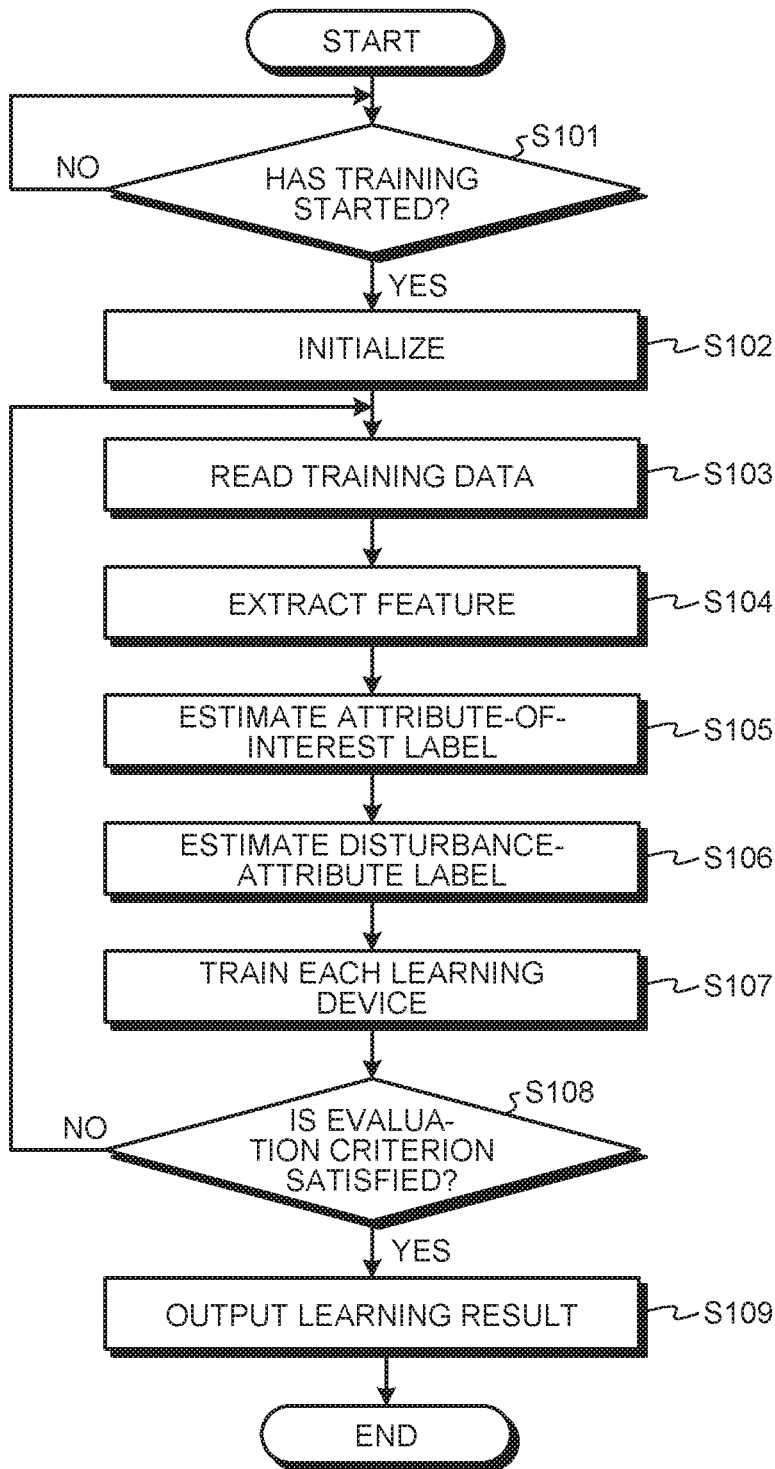 START
S101
NO
HAS TRAINING
STARTED?
YES
INITIALIZE
S102
READ TRAINING DATA
S103
EXTRACT FEATURE
S104
ESTIMATE ATTRIBUTE-OF-
INTEREST LABEL
S105
ESTIMATE DISTURBANCE-
ATTRIBUTE LABEL
S106
TRAIN EACH LEARNING
DEVICE
S107
S108
NO
IS EVALUA-
TION CRITERION
SATISFIED?
YES
OUTPUT LEARNING RESULT
S109
END